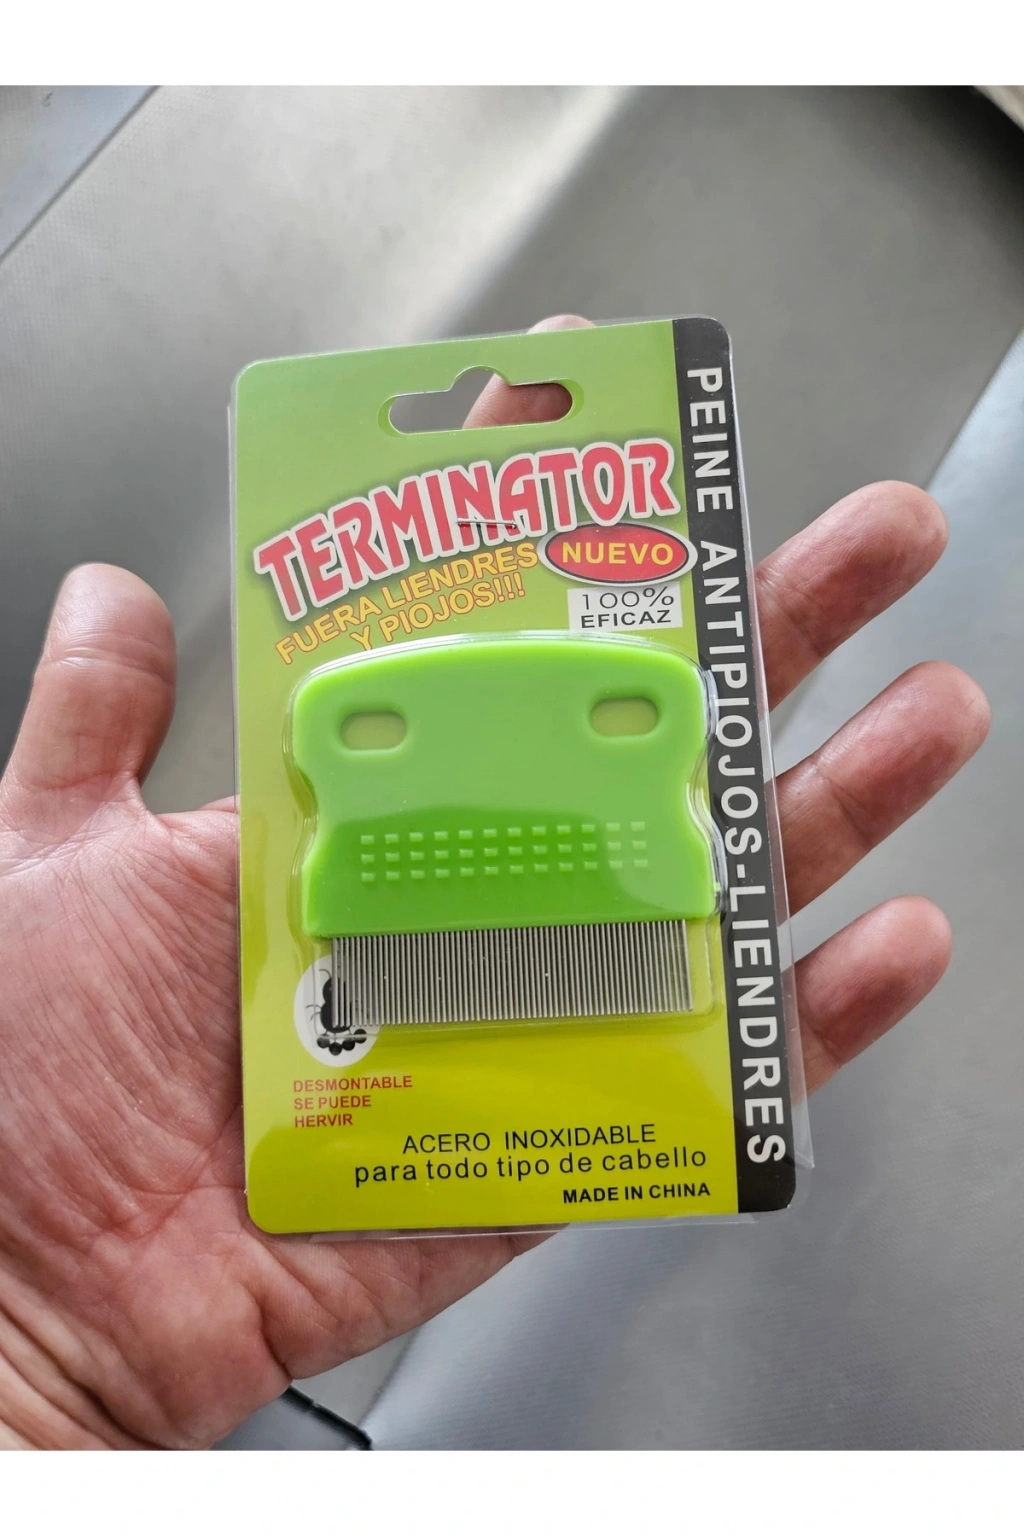 TERMINATOR
FUERA LIENDRES
Y PIOJOS!!!
NUEVO
100%
EFICAZ
PEINE ANTIPIOJOS-LIENDRES
DESMONTABLE
SE PUEDE
HERVIR
ACERO INOXIDABLE
para todo tipo de cabello
MADE IN CHINA